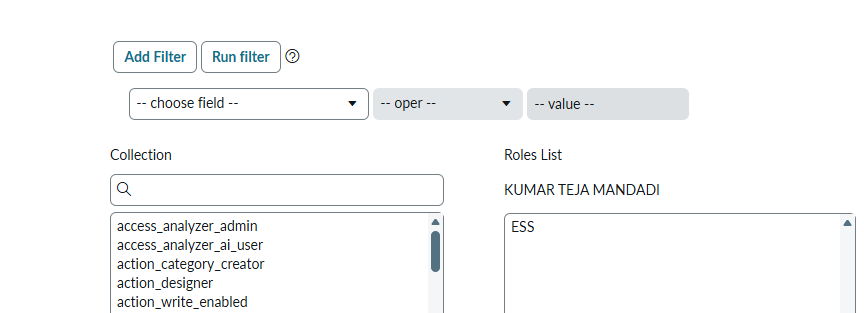 Add Filter Run filter ?
-- choose field -- -- oper -- -- value --
Collection Roles List
KUMAR TEJA MANDADI
access_analyzer_admin ESS
access_analyzer_ai_user
action_category_creator
action_designer
action_write_enabled